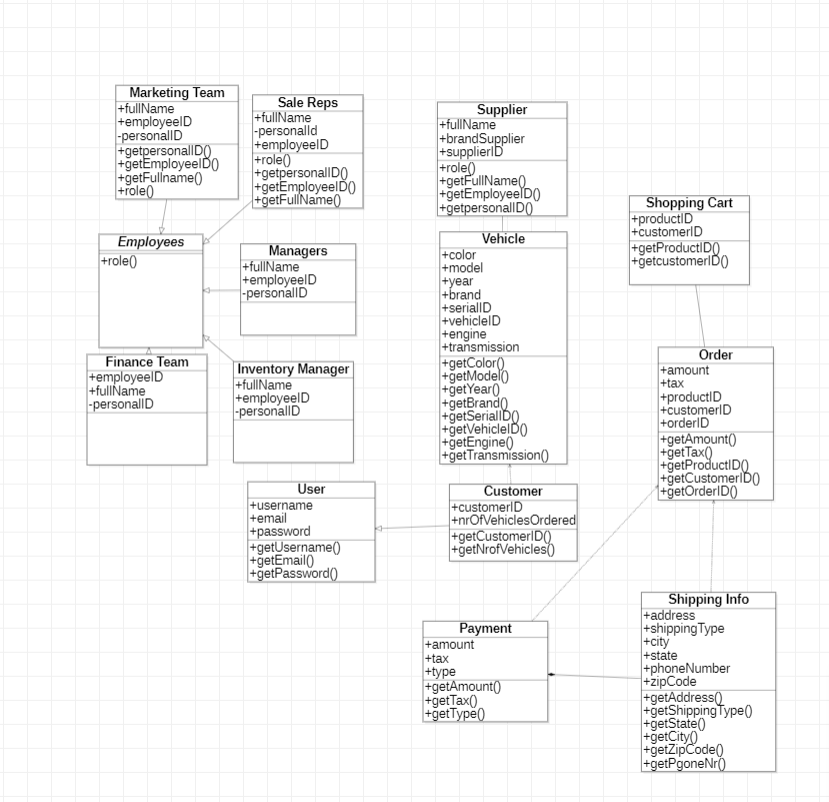 Marketing Team
+fullName
+employeeID
-personalID
+getpersonalID()
+getEmployeeID()
+getFullname()
+role()
Sale Reps
+fullName
-personalId
+employeeID
+role()
+getpersonalID()
+getEmployeeID()
+getFullName()
Supplier
+fullName
+brandSupplier
+supplierID
+role()
+getFullName()
+getEmployeeID()
+getpersonalID()
Shopping Cart
+productID
+customerID
+getProductID()
+getcustomerID()
Employees
+role()
Managers
+fullName
+employeeID
-personalID
Vehicle
+color
+model
+year
+brand
+serialID
+vehicleID
+engine
+transmission
+getColor()
+getModel()
+getYear()
+getBrand()
+getSerialID()
+getVehicleID()
+getEngine()
+getTransmission()
Order
+amount
+tax
+productID
+customerID
+orderID
+getAmount()
+getTax()
+getProductID()
+getCustomerID()
+getOrderID()
Finance Team
+employeeID
+fullName
-personalID
Inventory Manager
+fullName
+employeeID
-personalID
User
+username
+email
+password
+getUsername()
+getEmail()
+getPassword()
Customer
+customerID
+nrOfVehiclesOrdered
+getCustomerID()
+getNrofVehicles()
Payment
+amount
+tax
+type
+getAmount()
+getTax()
+getType()
Shipping Info
+address
+shippingType
+city
+state
+phoneNumber
+zipCode
+getAddress()
+getShippingType()
+getState()
+getCity()
+getZipCode()
+getPgoneNr()